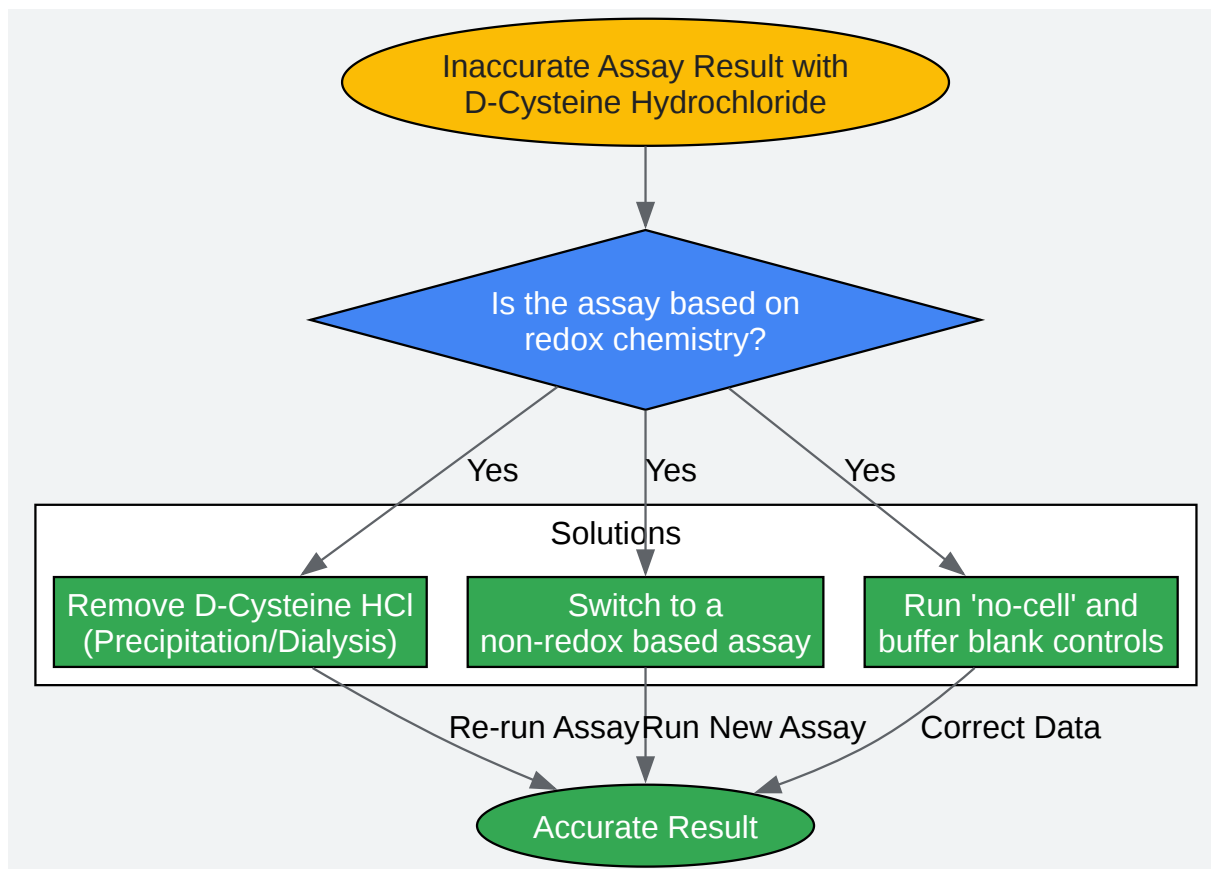 Inaccurate Assay Result with
D-Cysteine Hydrochloride
Is the assay based on
redox chemistry?
Yes
Yes
Yes
Solutions
Remove D-Cysteine HCl
(Precipitation/Dialysis)
Switch to a
non-redox based assay
Run 'no-cell' and
buffer blank controls
Re-run Assay
Run New Assay
Correct Data
Accurate Result